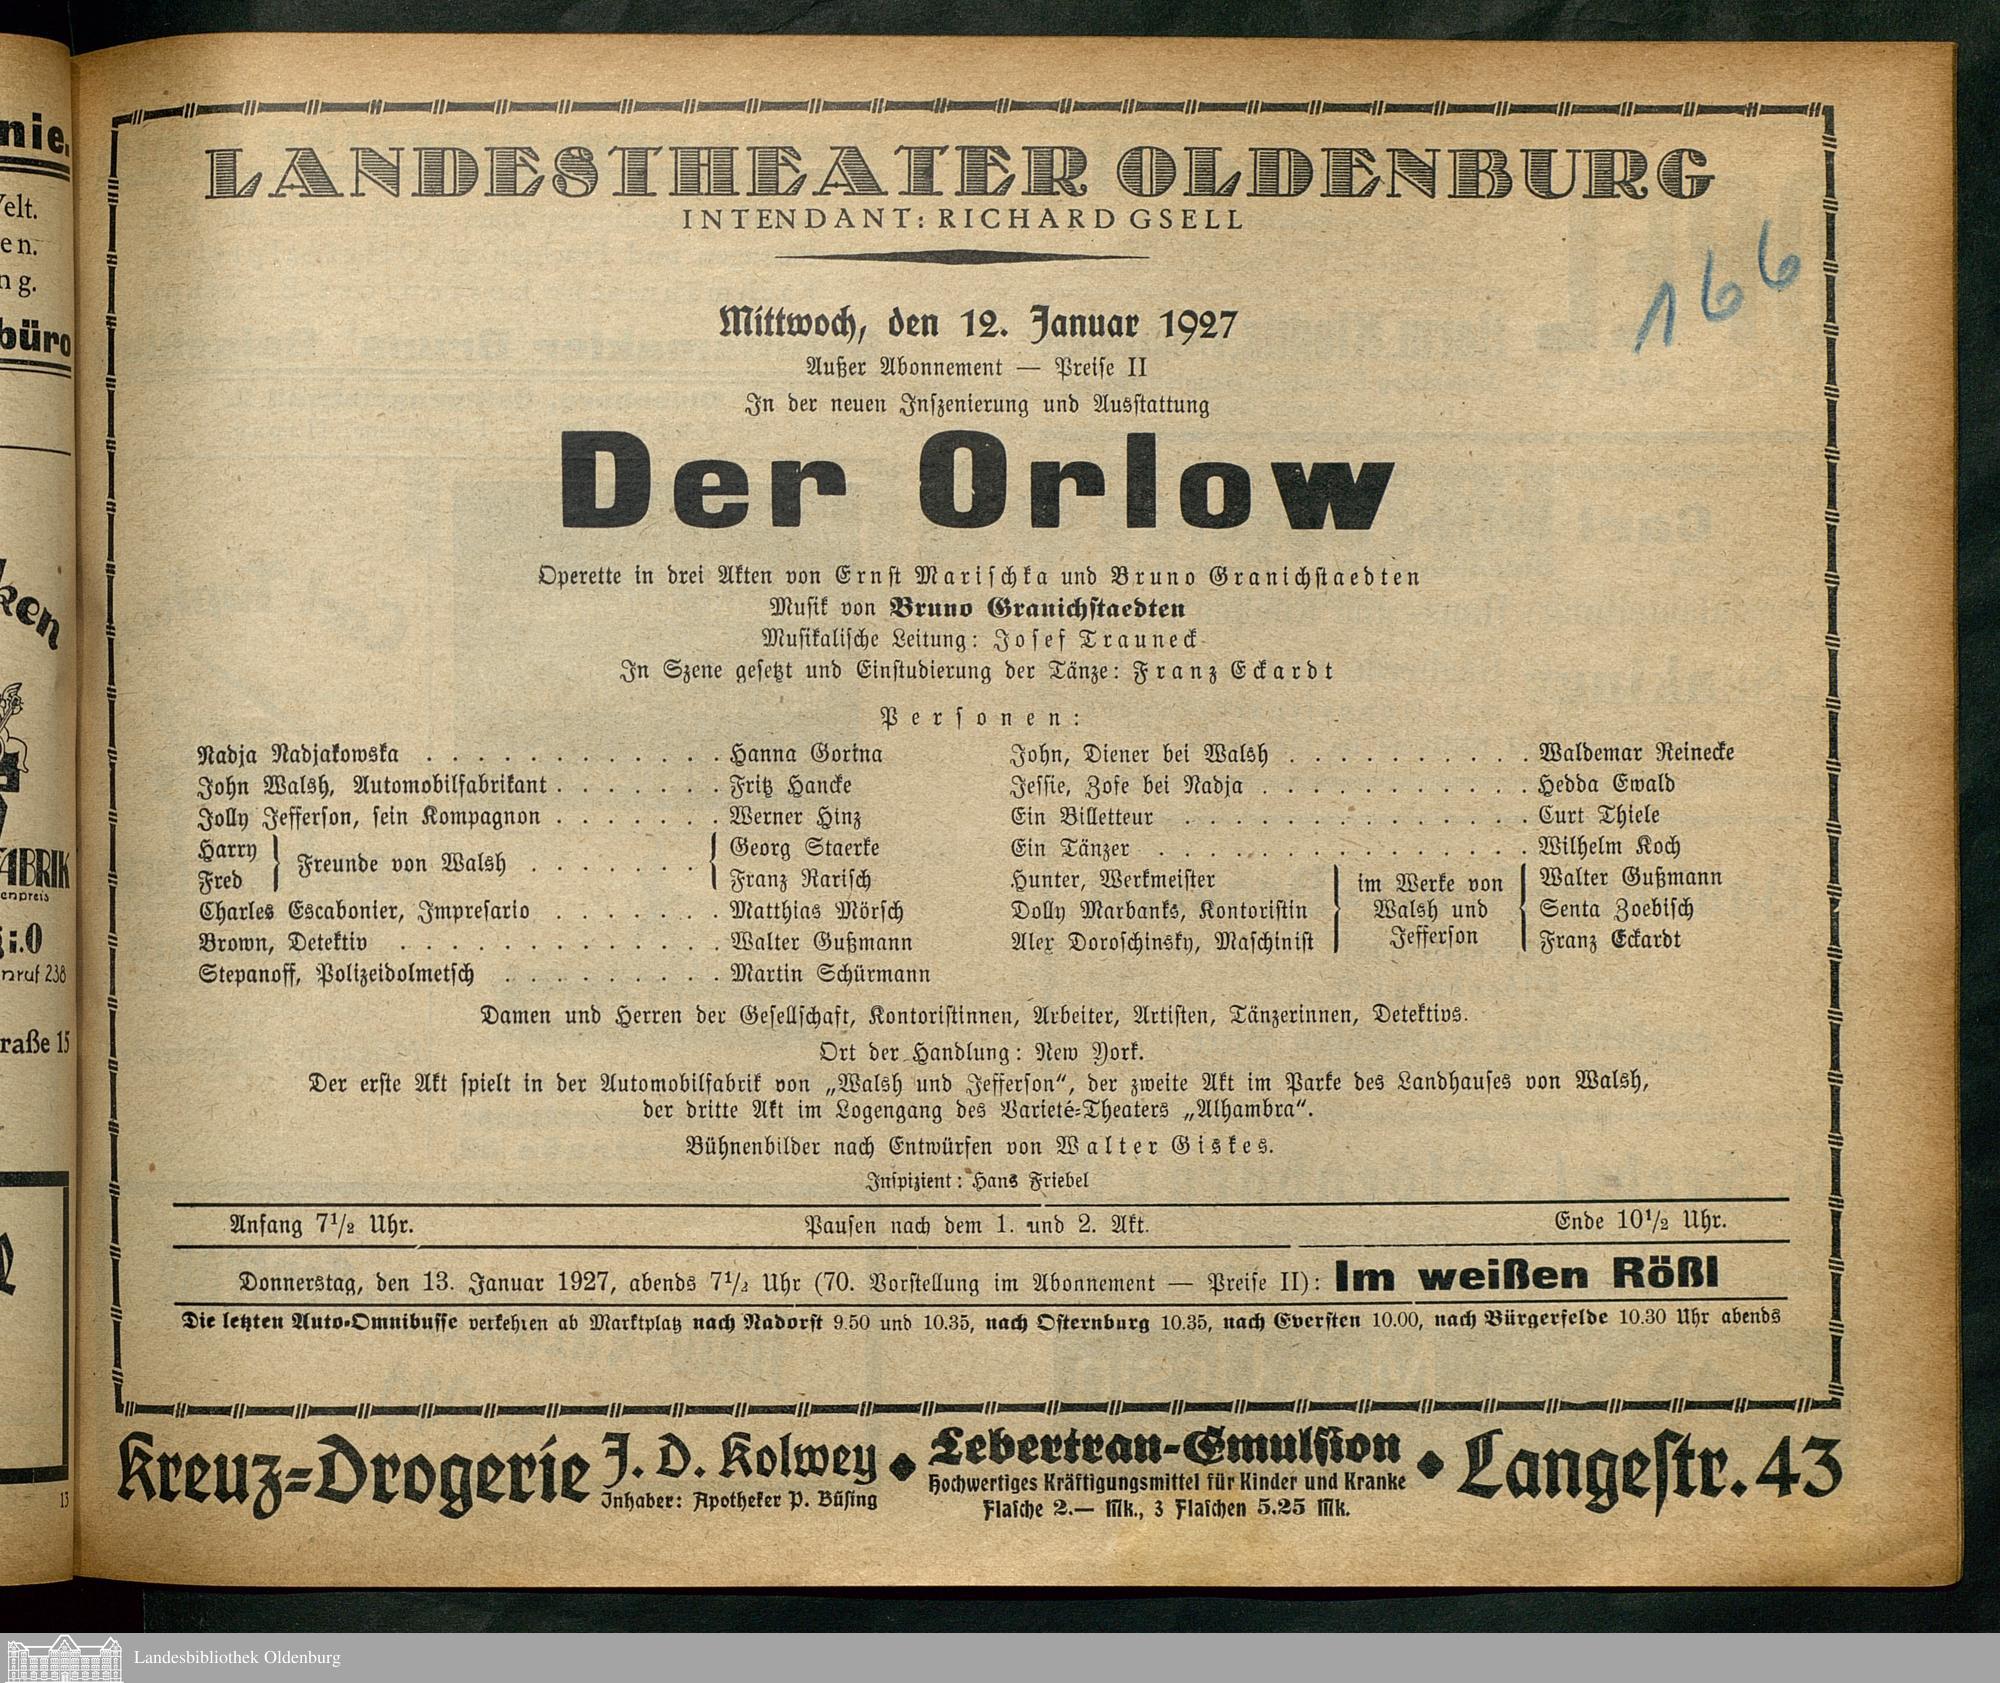 LANDESTHEATER OLDENBURG
INTENDANT: RICHARD GSELL
166
Mittwoch, den 12. Januar 1927
Außer Abonnement — Preise II
In der neuen Inszenierung und Ausstattung
Der Orlow
Operette in drei Akten von Ernst Marischka und Bruno Granichstaedten
Musik von Bruno Granichstaedten
Musikalische Leitung: Josef Trauneck
In Szene gesetzt und Einstudierung der Tänze: Franz Eckardt
Personen:
Nadja Nadjakowska . . . . . . . . . . . . Hanna Gorina
John Walsh, Automobilfabrikant . . . . . . . Fritz Hancke
Jolly Jefferson, sein Kompagnon . . . . . . . Werner Hinz
Harry } Freunde von Walsh . . . . . . . { Georg Staerke
Fred } { Franz Rarisch
Charles Escabonier, Impresario . . . . . . . Matthias Mörsch
Brown, Detektiv . . . . . . . . . . . . . Walter Gußmann
Stepanoff, Polizeidolmetsch . . . . . . . . . Martin Schürmann
John, Diener bei Walsh . . . . . . . . . . Waldemar Reinecke
Jessie, Zofe bei Nadja . . . . . . . . . . . Hedda Ewald
Ein Billetteur . . . . . . . . . . . . . . Curt Thiele
Ein Tänzer . . . . . . . . . . . . . . . Wilhelm Koch
Hunter, Werkmeister } im Werke von { Walter Gußmann
Dolly Marbanks, Kontoristin } Walsh und { Senta Zoebisch
Alex Doroschinsky, Maschinist } Jefferson { Franz Eckardt
Damen und Herren der Gesellschaft, Kontoristinnen, Arbeiter, Artisten, Tänzerinnen, Detektivs.
Ort der Handlung: New York.
Der erste Akt spielt in der Automobilfabrik von „Walsh und Jefferson“, der zweite Akt im Parke des Landhauses von Walsh,
der dritte Akt im Logengang des Varieté-Theaters „Alhambra“.
Bühnenbilder nach Entwürfen von Walter Giskes.
Inspizient: Hans Friebel
Anfang 7½ Uhr. Pausen nach dem 1. und 2. Akt. Ende 10½ Uhr.
Donnerstag, den 13. Januar 1927, abends 7½ Uhr (70. Vorstellung im Abonnement — Preise II): Im weißen Rößl
Die letzten Auto-Omnibusse verkehren ab Marktplatz nach Nadorst 9.50 und 10.35, nach Osternburg 10.35, nach Eversten 10.00, nach Bürgerfelde 10.30 Uhr abends
Kreuz-Drogerie J. D. Kolwey ◆ Lebertran-Emulsion ◆ Langestr. 43
Inhaber: Apotheker P. Büsing
Hochwertiges Kräftigungsmittel für Kinder und Kranke
Flasche 2.— Mk., 3 Flaschen 5.25 Mk.
nie.
Velt.
en.
ng.
büro
ken
FABRIK
enpreis
i:0
nruf 238
raße 15
13
Landesbibliothek Oldenburg